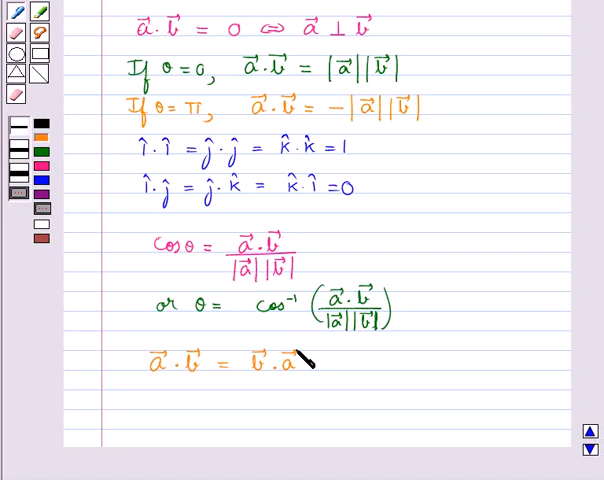 a⃗ · b⃗ = 0 ⇔ a⃗ ⊥ b⃗
If θ = 0, a⃗ · b⃗ = |a⃗| |b⃗|
If θ = π, a⃗ · b⃗ = − |a⃗| |b⃗|
î · î = ĵ · ĵ = k̂ · k̂ = 1
î · ĵ = ĵ · k̂ = k̂ · î = 0
cos θ = a⃗ · b⃗ / |a⃗| |b⃗|
or θ = cos⁻¹ ( a⃗ · b⃗ / |a⃗| |b⃗| )
a⃗ · b⃗ = b⃗ · a⃗